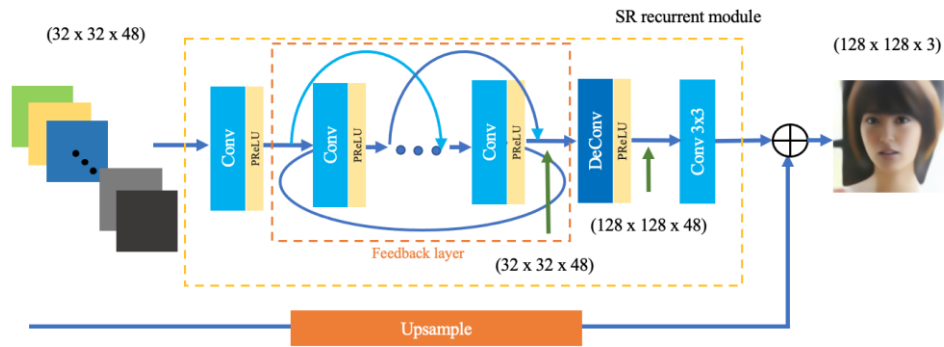 SR recurrent module
(32 x 32 x 48)
(128 x 128 x 3)
Conv
PReLU
Conv
PReLU
Conv
PReLU
DeConv
PReLU
Conv 3x3
(128 x 128 x 48)
Feedback layer
(32 x 32 x 48)
Upsample